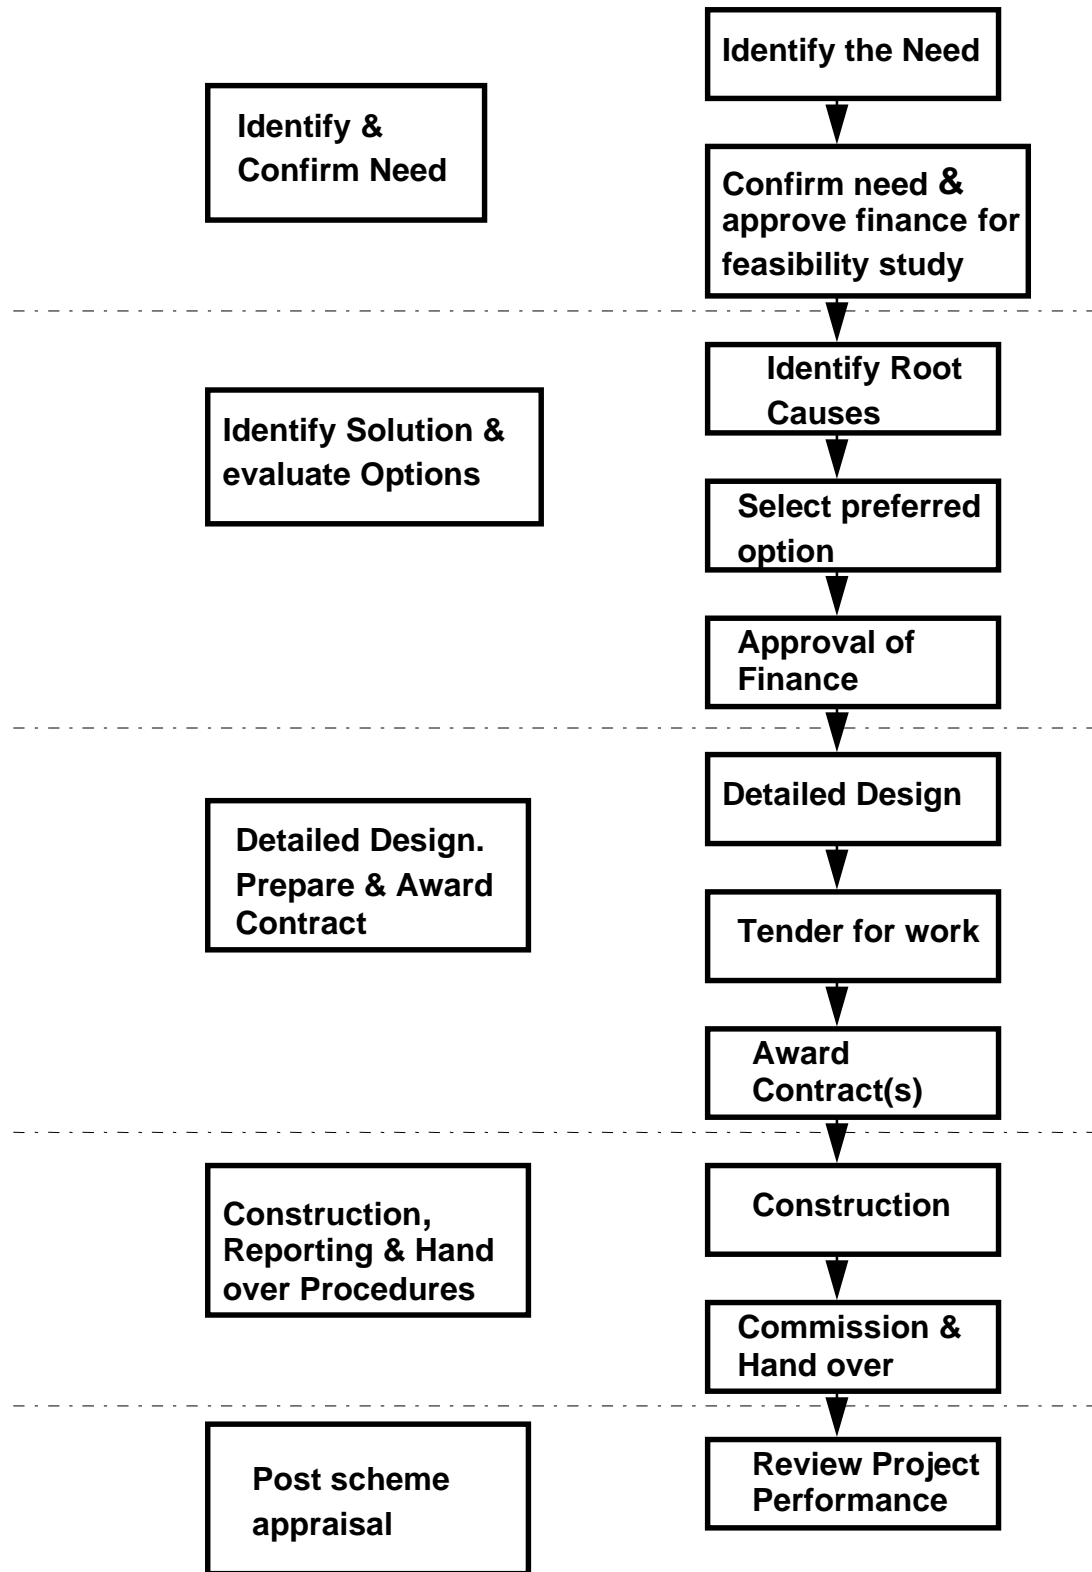 Identify the Need
Identify &
Confirm Need
Confirm need &
approve finance for
feasibility study
Identify Root
Causes
Identify Solution &
evaluate Options
Select preferred
option
Approval of
Finance
Detailed Design
Detailed Design.
Prepare & Award
Contract
Tender for work
Award
Contract(s)
Construction
Construction,
Reporting & Hand
over Procedures
Commission &
Hand over
Review Project
Performance
Post scheme
appraisal